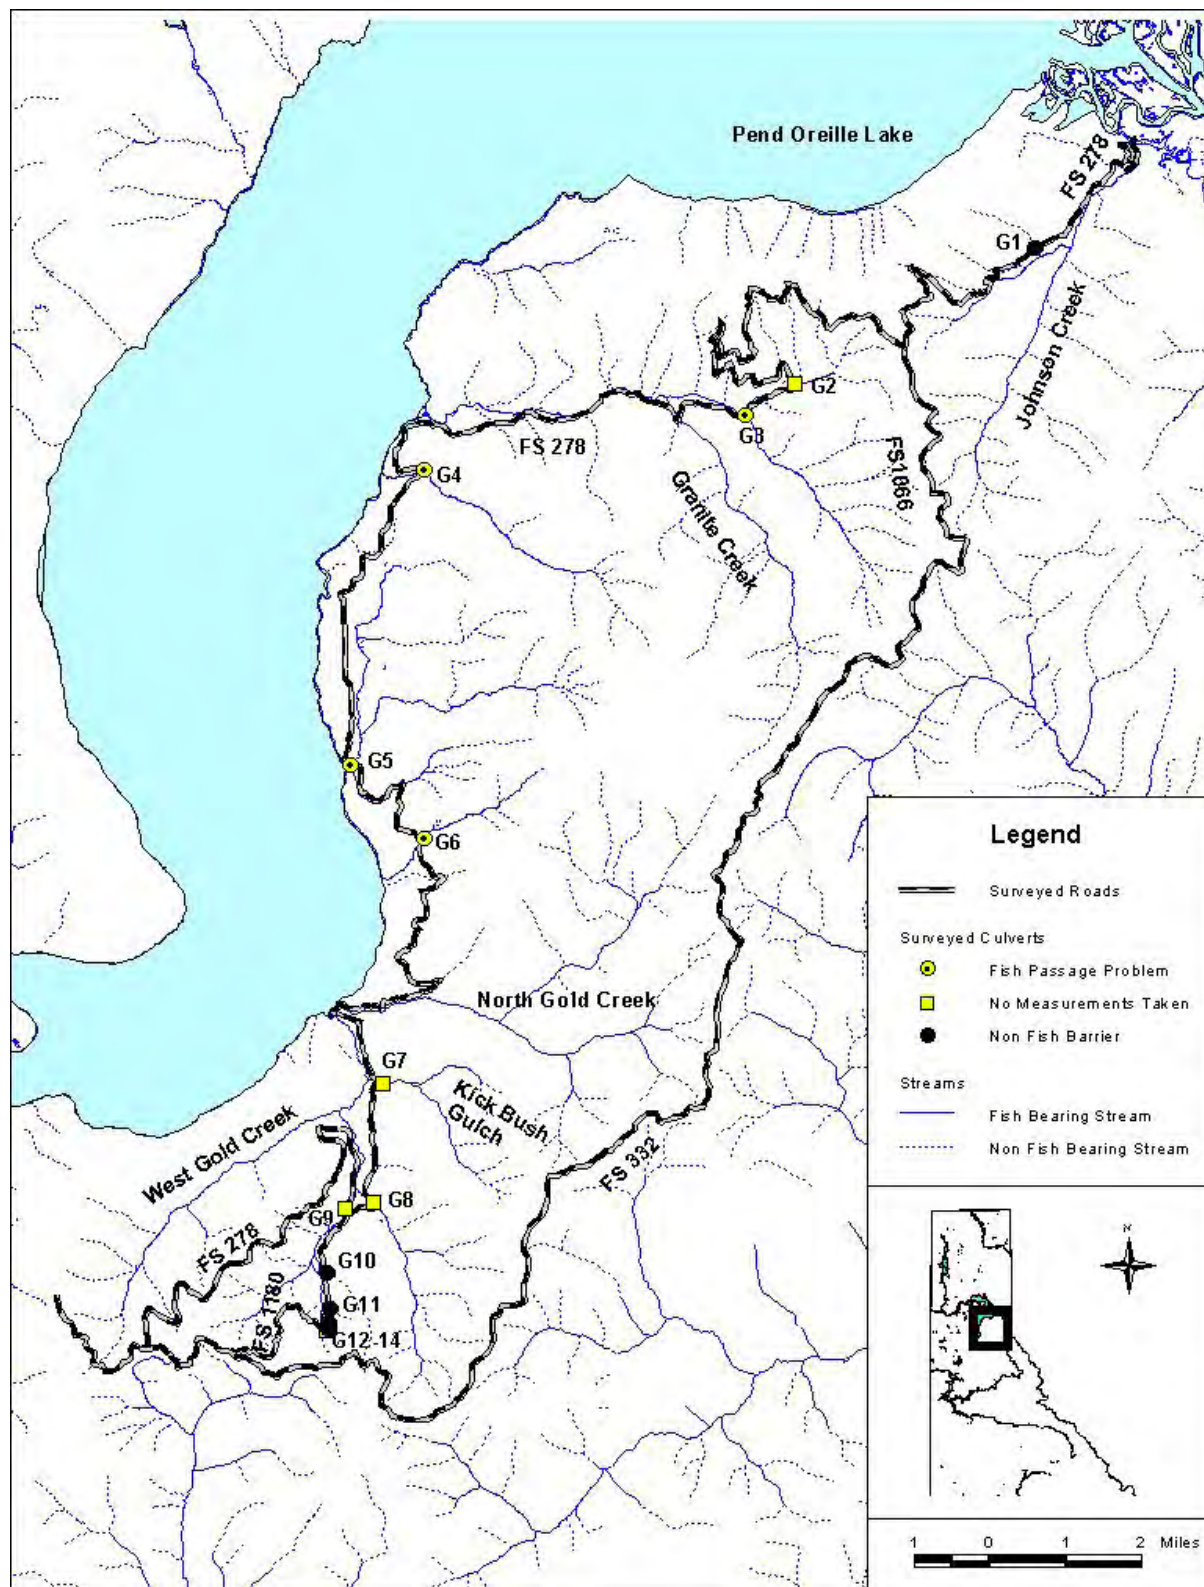 Pend Oreille Lake
FS 278
G1
Johnson Creek
G2
G3
FS 278
FS1066
G4
Granite Creek
G5
G6
North Gold Creek
G7
Kick Bush
Gulch
West Gold Creek
FS 332
G8
G9
FS 278
G10
FS 1180
G11
G12-14
Legend
Surveyed Roads
Surveyed Culverts
Fish Passage Problem
No Measurements Taken
Non Fish Barrier
Streams
Fish Bearing Stream
Non Fish Bearing Stream
N
1 0 1 2 Miles